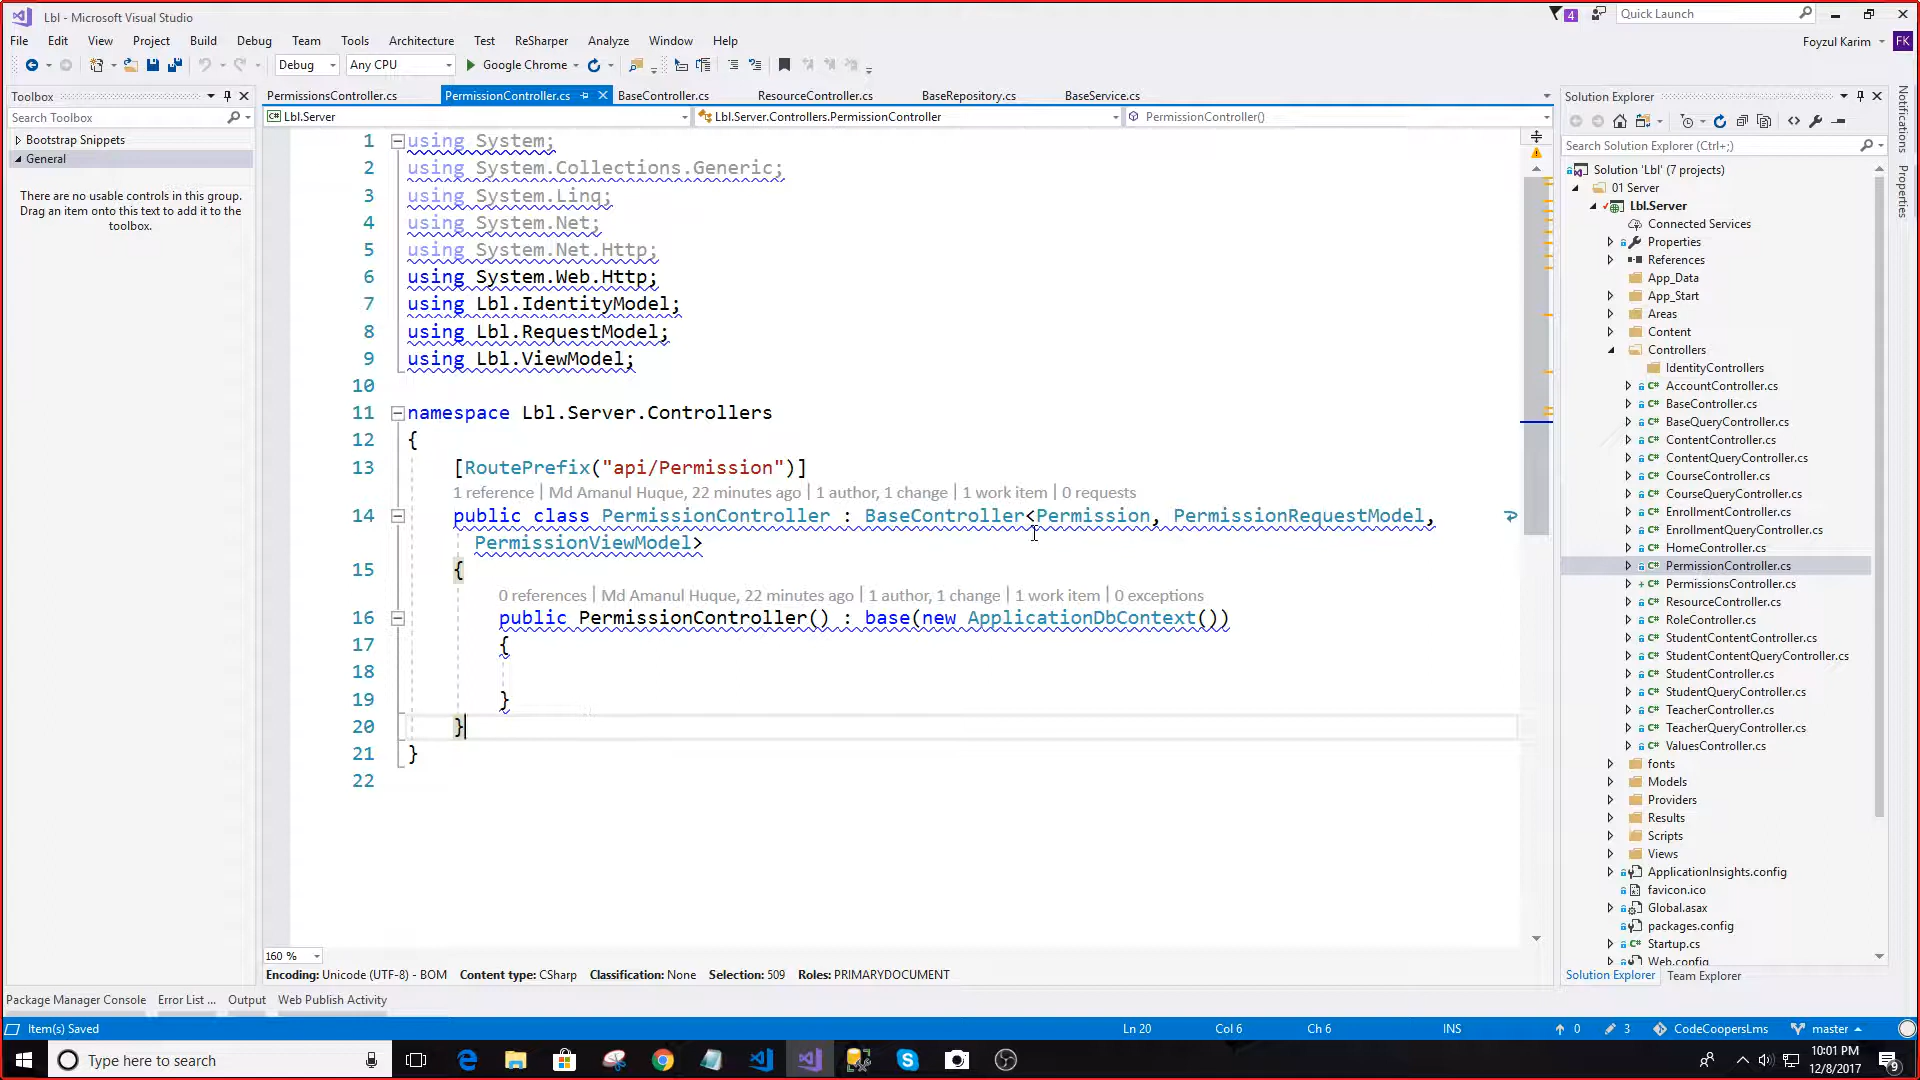 Lbl - Microsoft Visual Studio
4
Quick Launch
File Edit View Project Build Debug Team Tools Architecture Test ReSharper Analyze Window Help
Foyzul Karim FK
Debug Any CPU Google Chrome
Toolbox
Search Toolbox
Bootstrap Snippets
General
There are no usable controls in this group.
Drag an item onto this text to add it to the
toolbox.
PermissionsController.cs PermissionController.cs BaseController.cs ResourceController.cs BaseRepository.cs BaseService.cs
Lbl.Server Lbl.Server.Controllers.PermissionController PermissionController()
1 using System;
2 using System.Collections.Generic;
3 using System.Linq;
4 using System.Net;
5 using System.Net.Http;
6 using System.Web.Http;
7 using Lbl.IdentityModel;
8 using Lbl.RequestModel;
9 using Lbl.ViewModel;
10
11 namespace Lbl.Server.Controllers
12 {
13 [RoutePrefix("api/Permission")]
1 reference | Md Amanul Huque, 22 minutes ago | 1 author, 1 change | 1 work item | 0 requests
14 public class PermissionController : BaseController<Permission, PermissionRequestModel,
PermissionViewModel>
15 {
0 references | Md Amanul Huque, 22 minutes ago | 1 author, 1 change | 1 work item | 0 exceptions
16 public PermissionController() : base(new ApplicationDbContext())
17 {
18
19 }
20 }
21 }
22
160 %
Encoding: Unicode (UTF-8) - BOM Content type: CSharp Classification: None Selection: 509 Roles: PRIMARYDOCUMENT
Solution Explorer
Search Solution Explorer (Ctrl+;)
Solution 'Lbl' (7 projects)
01 Server
Lbl.Server
Connected Services
Properties
References
App_Data
App_Start
Areas
Content
Controllers
IdentityControllers
AccountController.cs
BaseController.cs
BaseQueryController.cs
ContentController.cs
ContentQueryController.cs
CourseController.cs
CourseQueryController.cs
EnrollmentController.cs
EnrollmentQueryController.cs
HomeController.cs
PermissionController.cs
PermissionsController.cs
ResourceController.cs
RoleController.cs
StudentContentController.cs
StudentContentQueryController.cs
StudentController.cs
StudentQueryController.cs
TeacherController.cs
TeacherQueryController.cs
ValuesController.cs
fonts
Models
Providers
Results
Scripts
Views
ApplicationInsights.config
favicon.ico
Global.asax
packages.config
Startup.cs
Web.config
Solution Explorer Team Explorer
Notifications
Properties
Package Manager Console Error List ... Output Web Publish Activity
Item(s) Saved Ln 20 Col 6 Ch 6 INS 0 3 CodeCoopersLms master
Type here to search
10:01 PM
12/8/2017
9